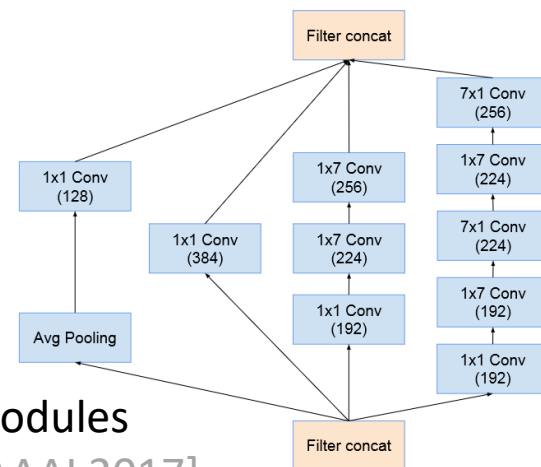 Filter concat
7x1 Conv
(256)
1x1 Conv
(128)
1x7 Conv
(256)
1x7 Conv
(224)
1x1 Conv
(384)
1x7 Conv
(224)
7x1 Conv
(224)
Avg Pooling
1x1 Conv
(192)
1x7 Conv
(192)
1x1 Conv
(192)
Filter concat